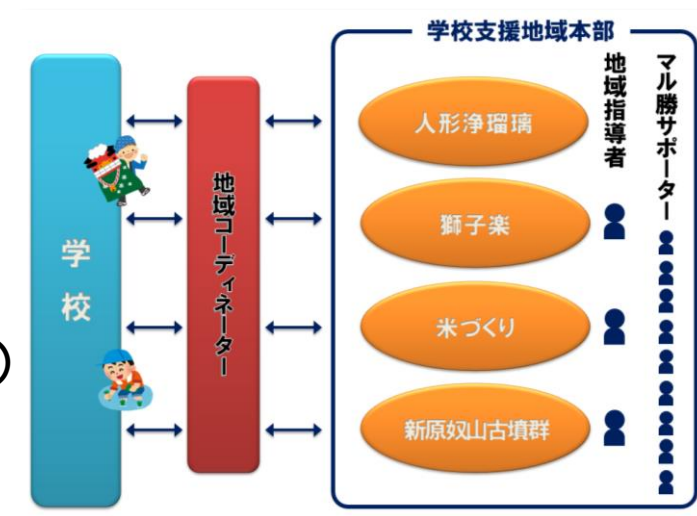 学校支援地域本部
学校
地域コーディネーター
人形浄瑠璃
獅子楽
米づくり
新原奴山古墳群
地域指導者
マル勝サポーター